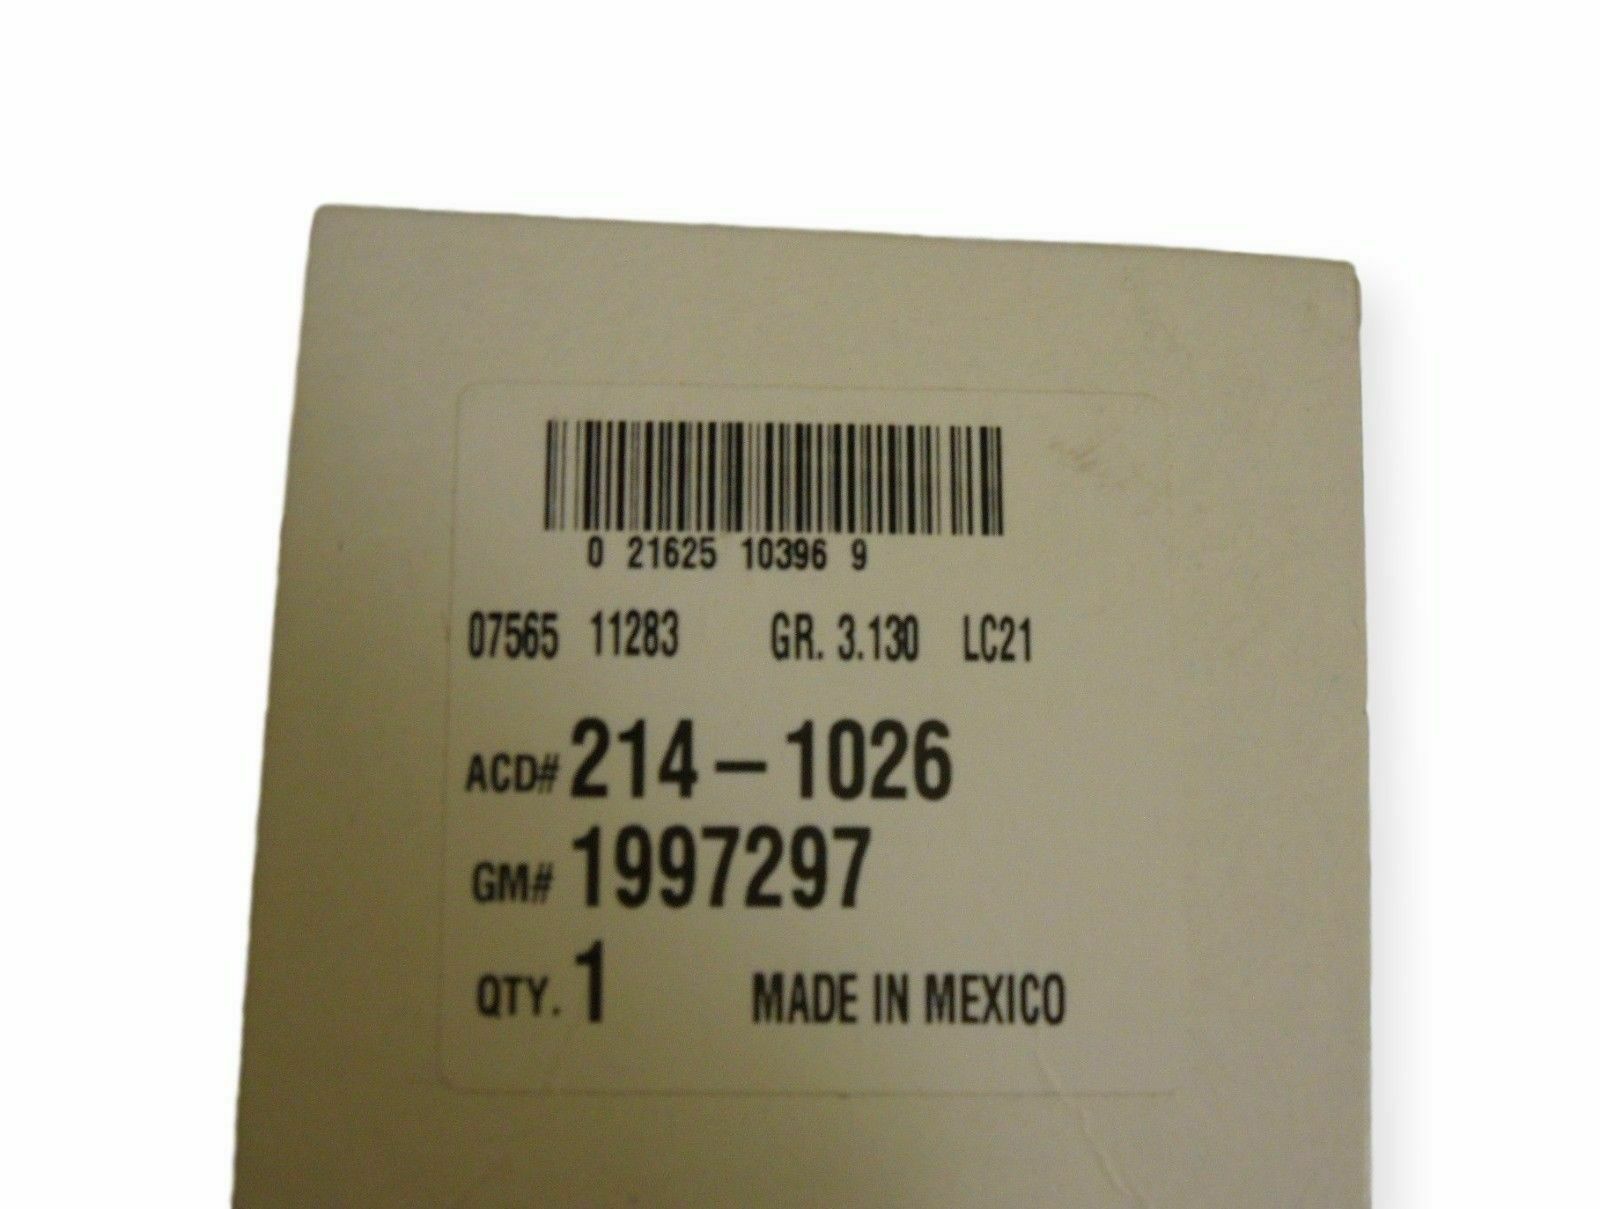 0 21625 10396 9
07565 11283 GR. 3.130 LC21
ACD# 214-1026
GM# 1997297
QTY. 1 MADE IN MEXICO